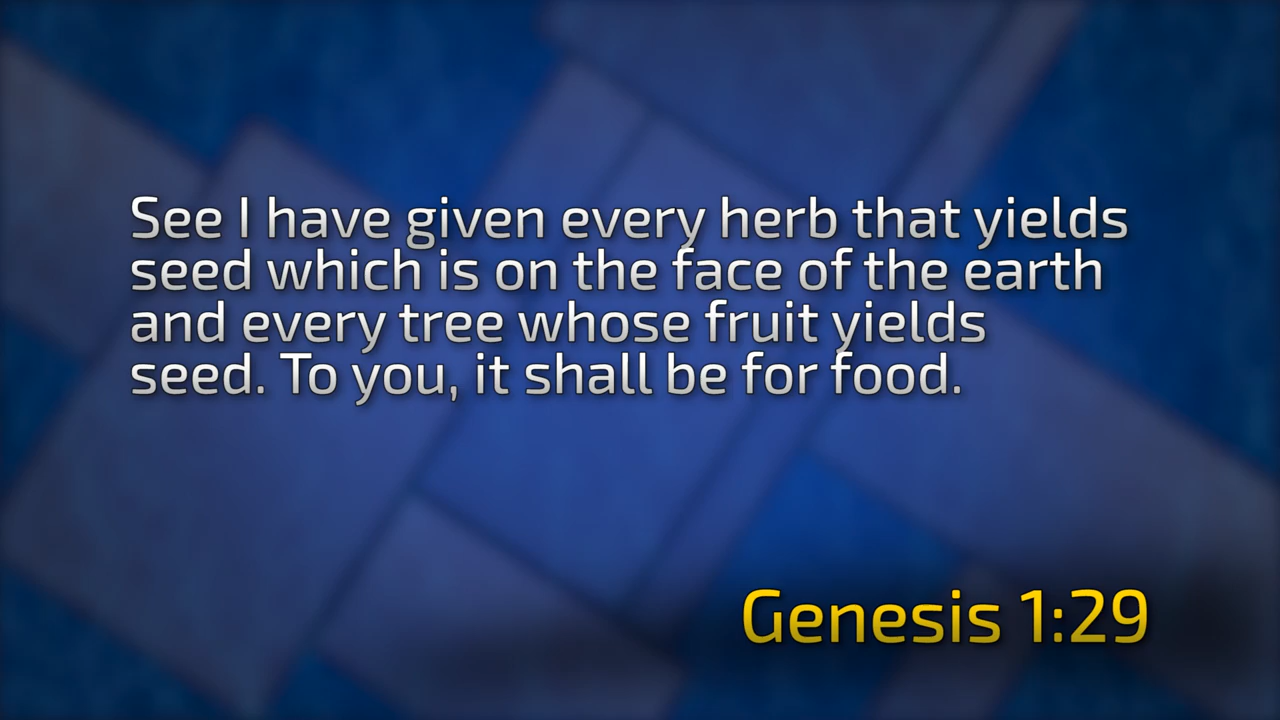 See I have given every herb that yields
seed which is on the face of the earth
and every tree whose fruit yields
seed. To you, it shall be for food.
Genesis 1:29